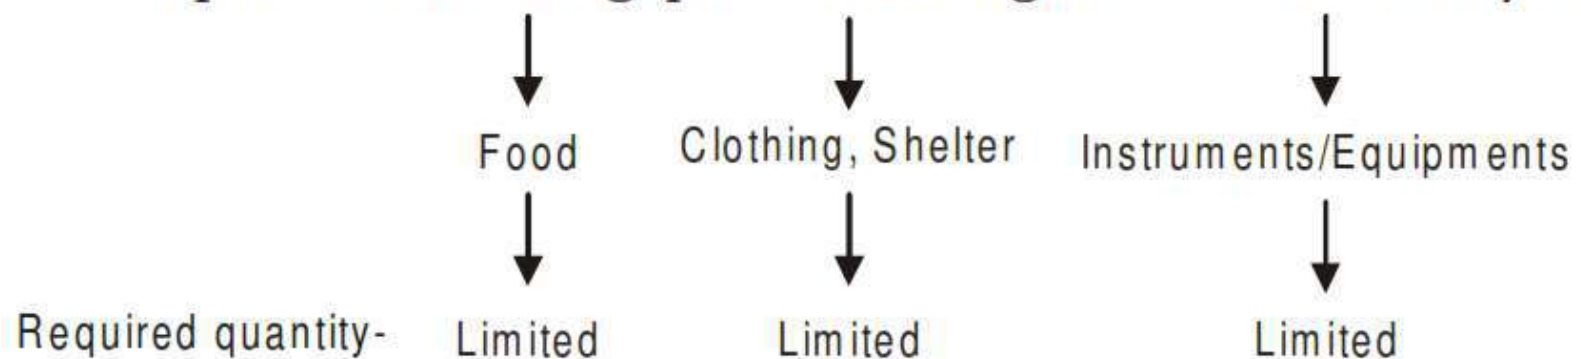 Food Clothing, Shelter Instruments/Equipments
Required quantity- Limited Limited Limited